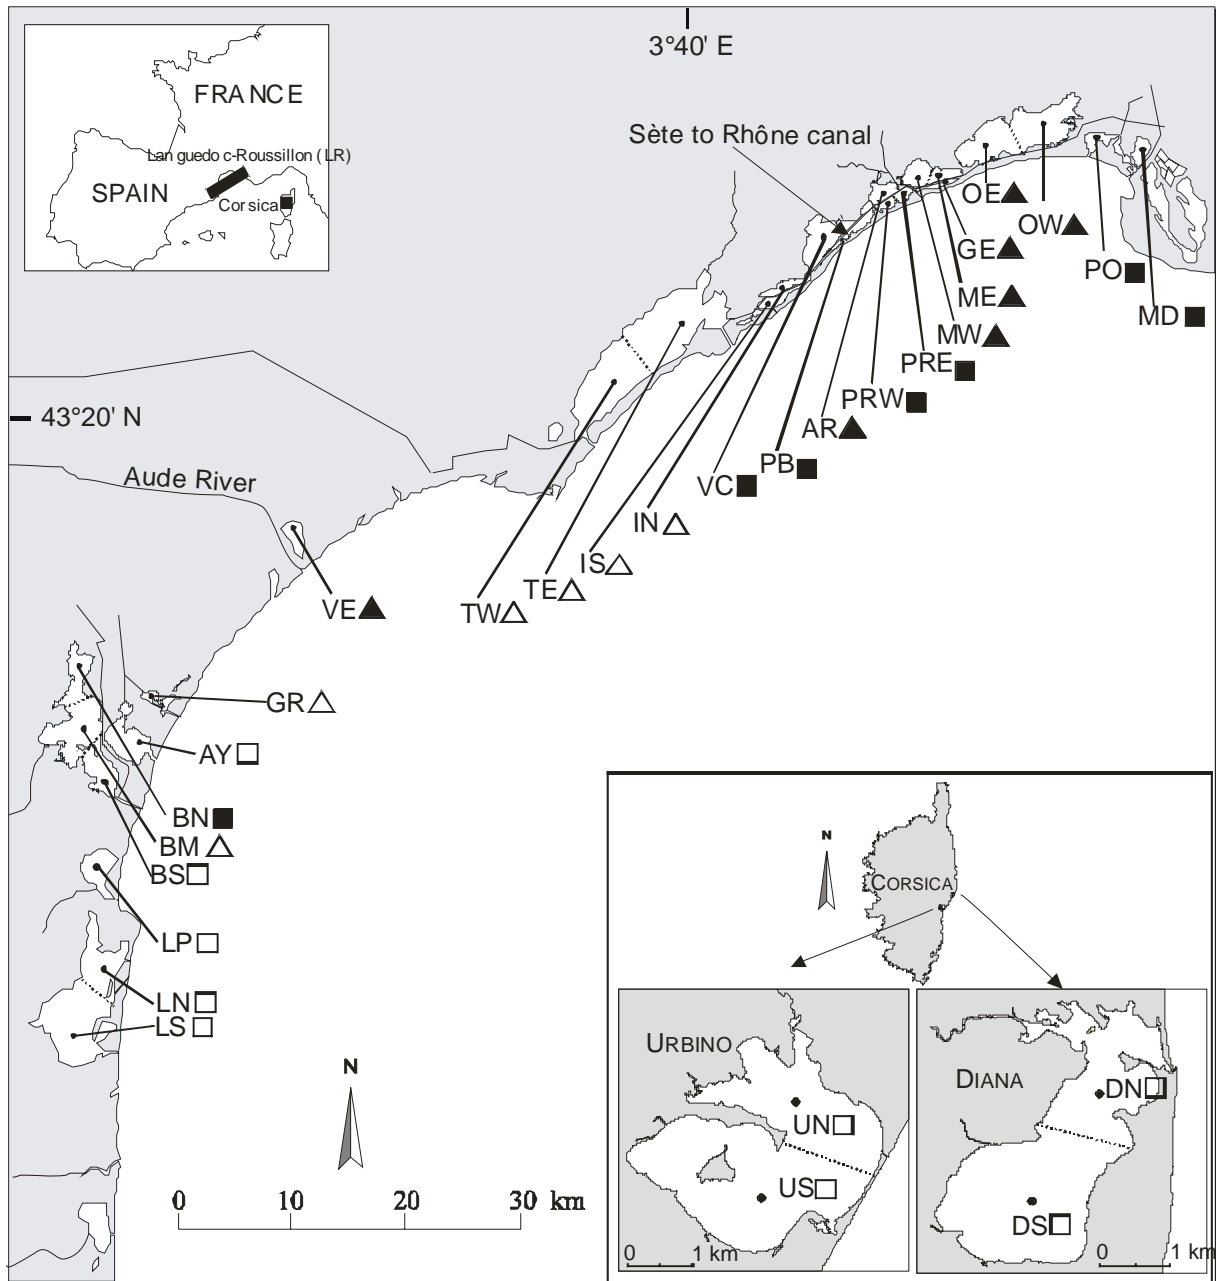 3°40' E
FRANCE
Lan guedo c-Roussillon (LR)
SPAIN
Corsica
Sète to Rhône canal
OE
OW
GE
PO
ME
MD
MW
PRE
PRW
43°20' N
AR
PB
VC
Aude River
IN
IS
TE
TW
VE
GR
AY
BN
BM
BS
LP
LN
LS
N
0 10 20 30 km
N
CORSICA
URBINO
UN
US
0 1 km
DIANA
DN
DS
0 1 km